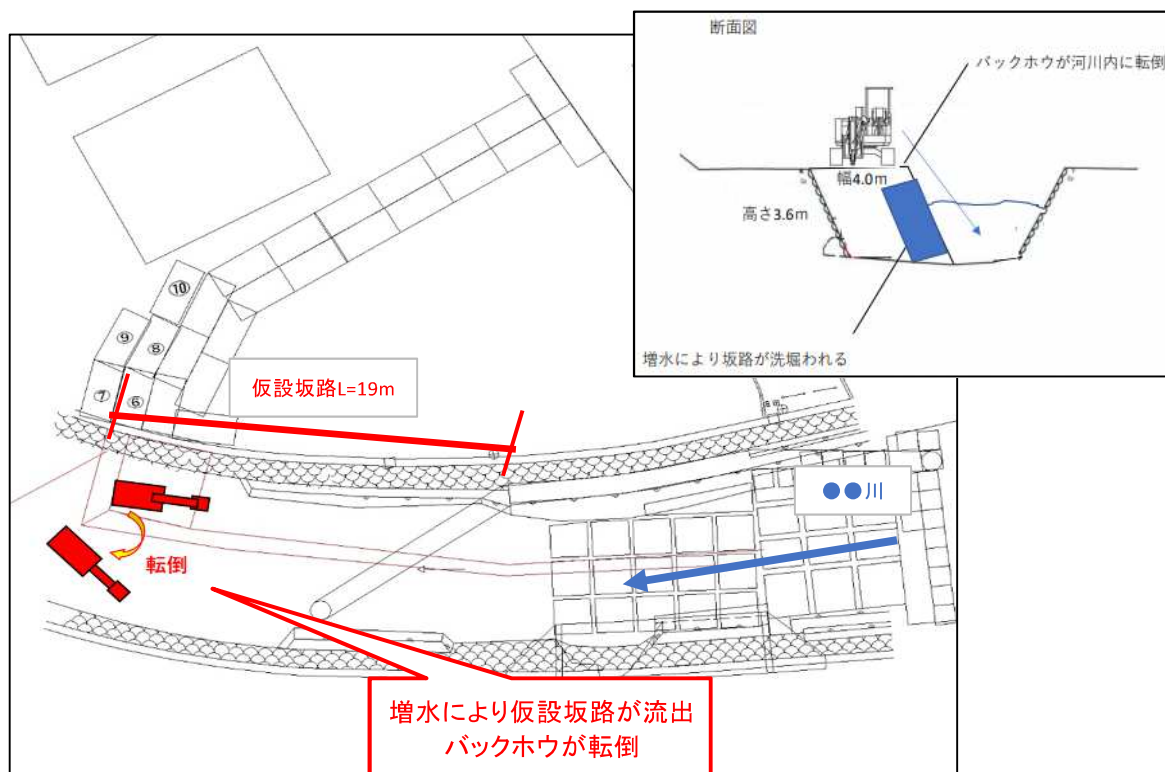 断面図
バックホウが河川内に転倒
幅4.0m
高さ3.6m
増水により坂路が洗堀われる
⑩
⑨
⑧
⑦
⑥
仮設坂路L=19m
●●川
転倒
増水により仮設坂路が流出
バックホウが転倒